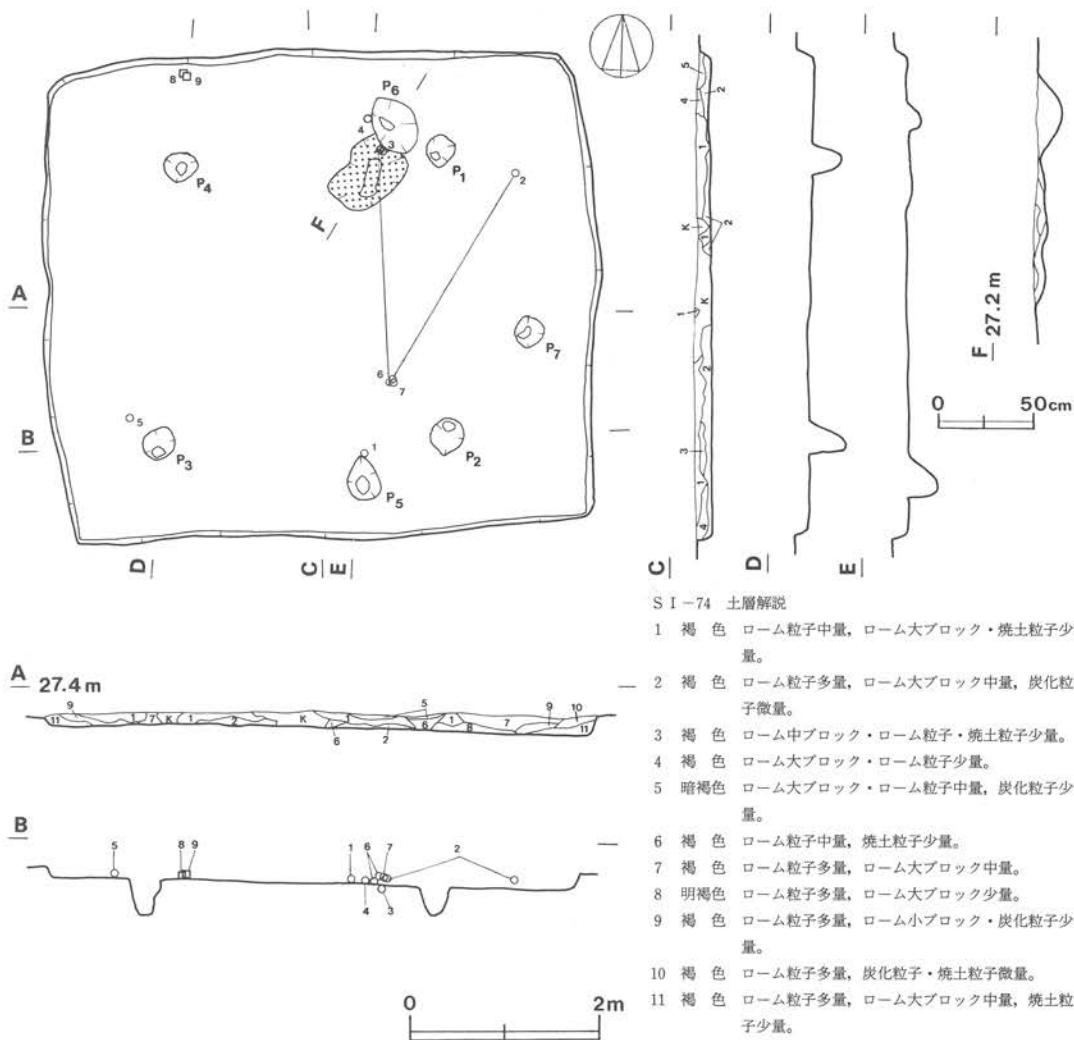 8 9
P6
4
3
P1
P4
2
F
A
P7
6
7
5
B
P3
1
P2
P5
D
C
E
5
2
4
1
K
1
2
1
K
2
3
1
4
C
D
E
F 27.2 m
0 50cm
A 27.4 m
11 9 1 7 K 1 2 K 6 1 2 5 6 1 8 7 9 10 11
B
5 8 9 1 4 6 7 3 2
0 2m
SI-74 土層解説
1 褐 色 ローム粒子中量,ローム大ブロック・焼土粒子少
量。
2 褐 色 ローム粒子多量,ローム大ブロック中量,炭化粒
子微量。
3 褐 色 ローム中ブロック・ローム粒子・焼土粒子少量。
4 褐 色 ローム大ブロック・ローム粒子少量。
5 暗褐色 ローム大ブロック・ローム粒子中量,炭化粒子少
量。
6 褐 色 ローム粒子中量,焼土粒子少量。
7 褐 色 ローム粒子多量,ローム大ブロック中量。
8 明褐色 ローム粒子多量,ローム大ブロック少量。
9 褐 色 ローム粒子多量,ローム小ブロック・炭化粒子少
量。
10 褐 色 ローム粒子多量,炭化粒子・焼土粒子微量。
11 褐 色 ローム粒子多量,ローム大ブロック中量,焼土粒
子少量。